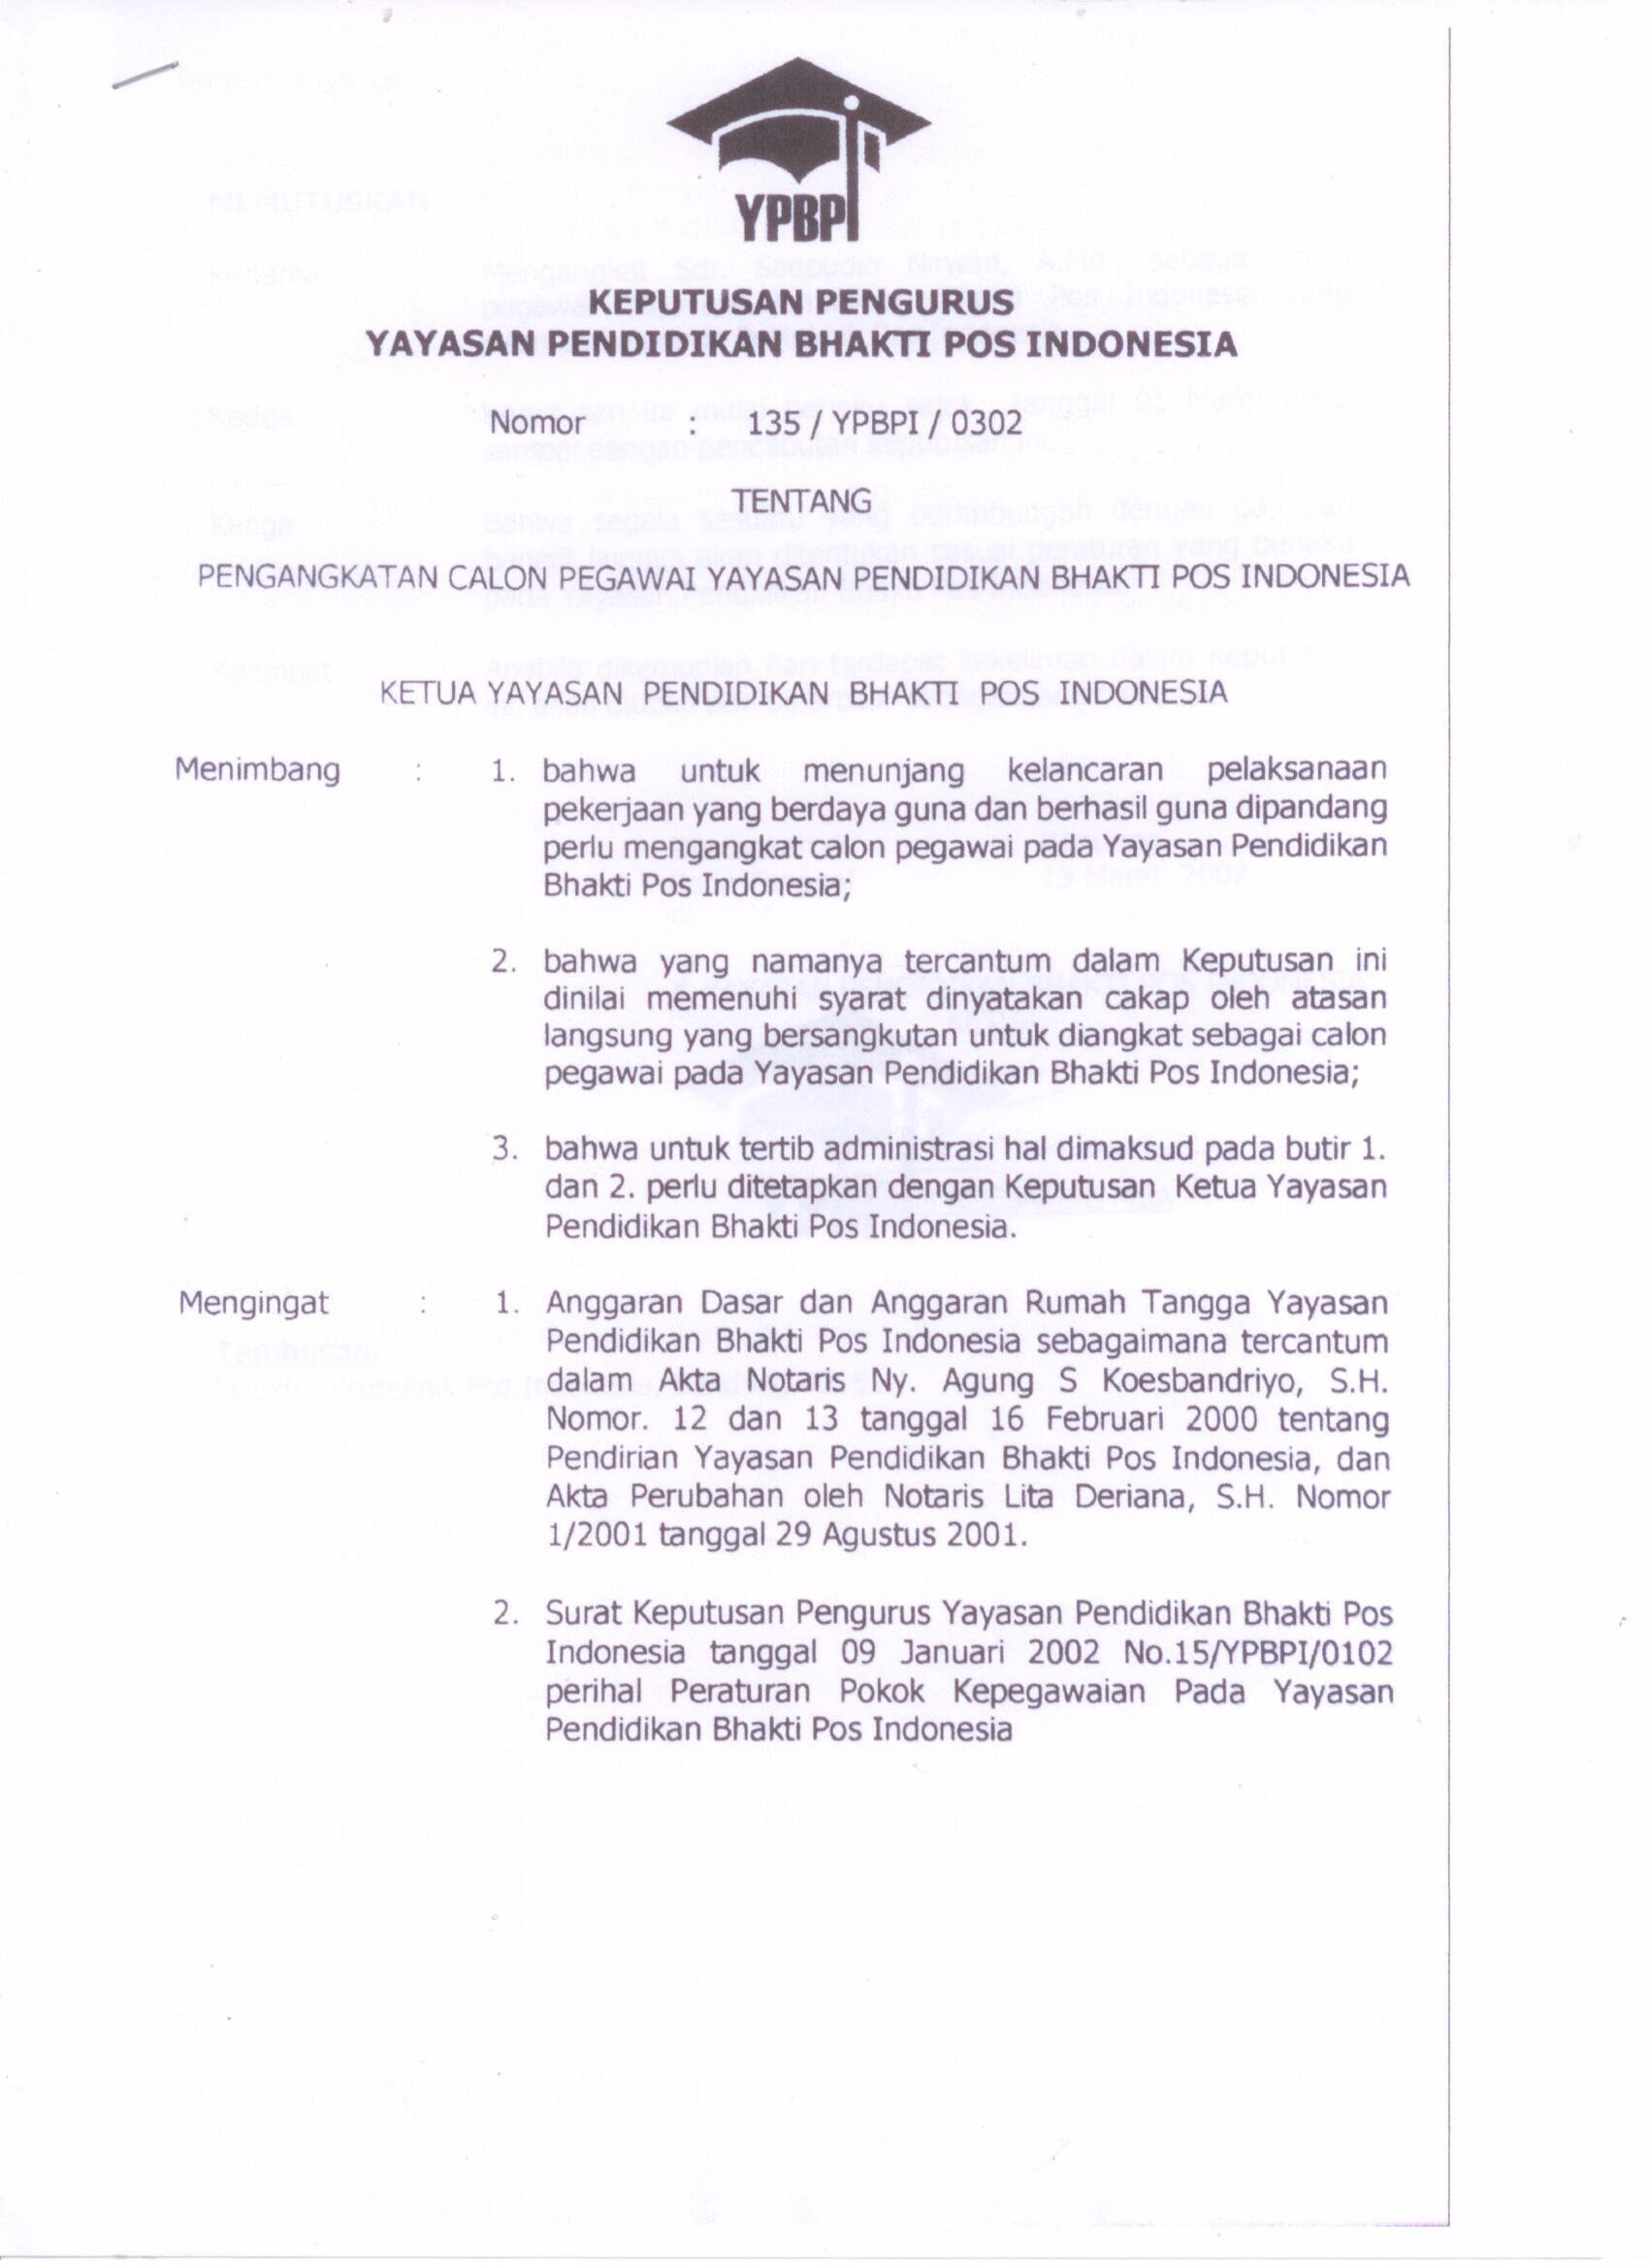 YPBPI
KEPUTUSAN PENGURUS
YAYASAN PENDIDIKAN BHAKTI POS INDONESIA
Nomor : 135 / YPBPI / 0302
TENTANG
PENGANGKATAN CALON PEGAWAI YAYASAN PENDIDIKAN BHAKTI POS INDONESIA
KETUA YAYASAN PENDIDIKAN BHAKTI POS INDONESIA
Menimbang : 1. bahwa untuk menunjang kelancaran pelaksanaan
pekerjaan yang berdaya guna dan berhasil guna dipandang
perlu mengangkat calon pegawai pada Yayasan Pendidikan
Bhakti Pos Indonesia;
2. bahwa yang namanya tercantum dalam Keputusan ini
dinilai memenuhi syarat dinyatakan cakap oleh atasan
langsung yang bersangkutan untuk diangkat sebagai calon
pegawai pada Yayasan Pendidikan Bhakti Pos Indonesia;
3. bahwa untuk tertib administrasi hal dimaksud pada butir 1.
dan 2. perlu ditetapkan dengan Keputusan Ketua Yayasan
Pendidikan Bhakti Pos Indonesia.
Mengingat : 1. Anggaran Dasar dan Anggaran Rumah Tangga Yayasan
Pendidikan Bhakti Pos Indonesia sebagaimana tercantum
dalam Akta Notaris Ny. Agung S Koesbandriyo, S.H.
Nomor. 12 dan 13 tanggal 16 Februari 2000 tentang
Pendirian Yayasan Pendidikan Bhakti Pos Indonesia, dan
Akta Perubahan oleh Notaris Lita Deriana, S.H. Nomor
1/2001 tanggal 29 Agustus 2001.
2. Surat Keputusan Pengurus Yayasan Pendidikan Bhakti Pos
Indonesia tanggal 09 Januari 2002 No.15/YPBPI/0102
perihal Peraturan Pokok Kepegawaian Pada Yayasan
Pendidikan Bhakti Pos Indonesia